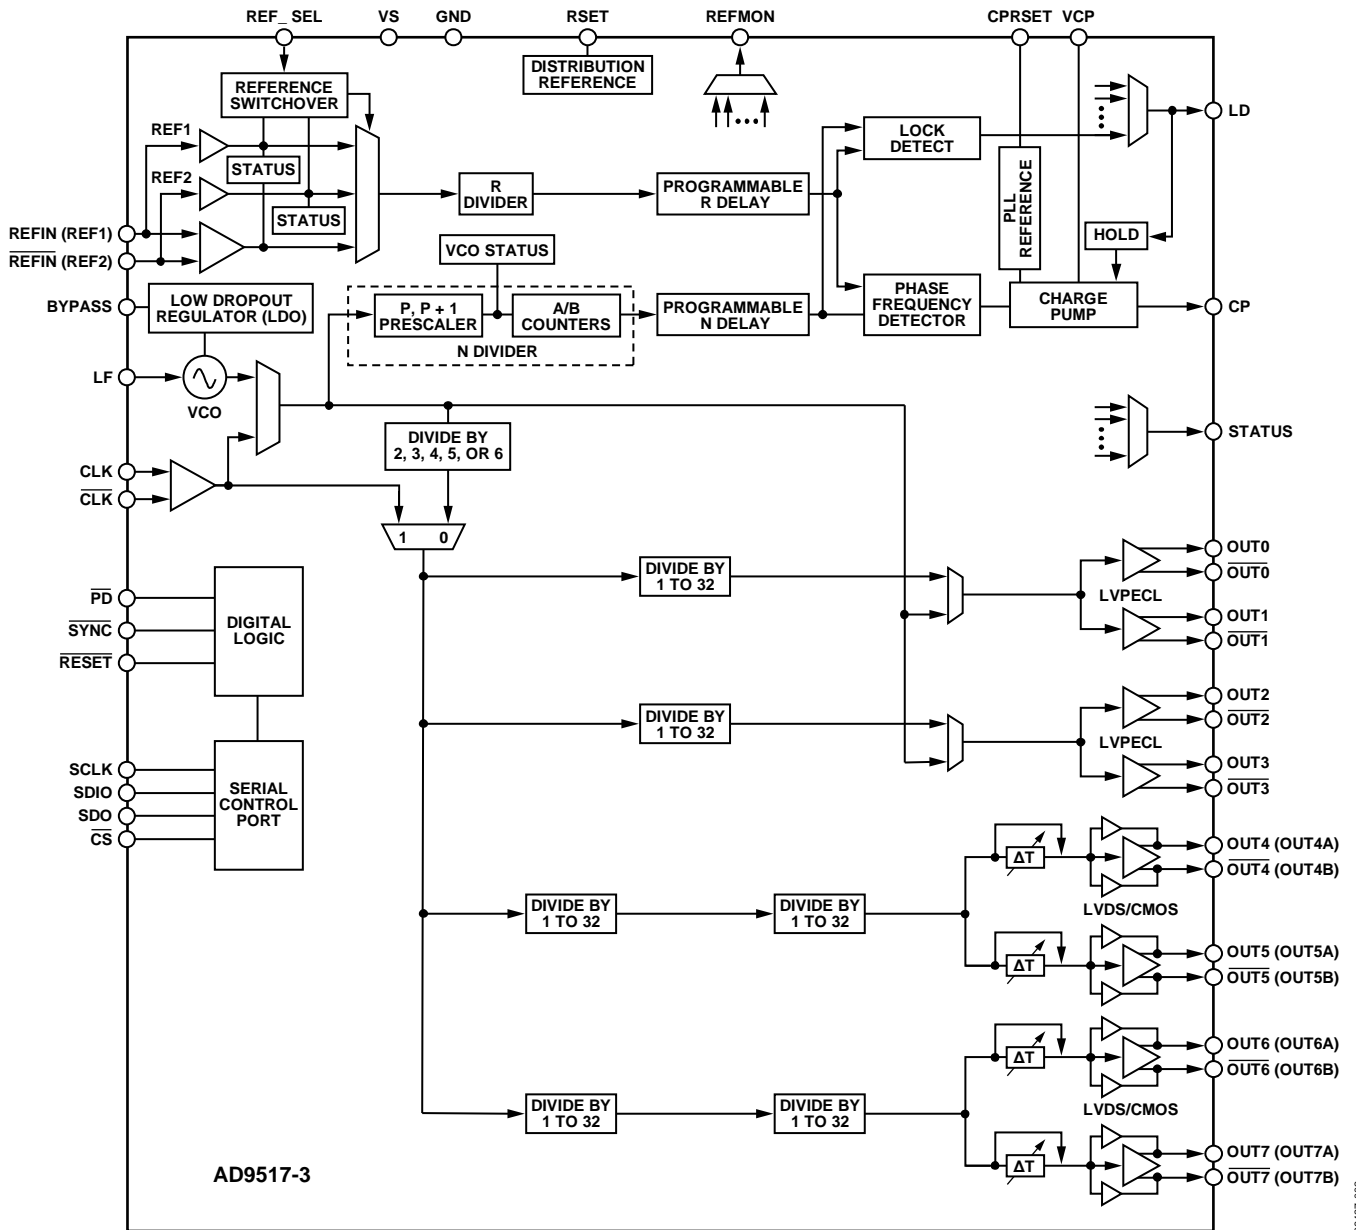 REF_ SEL
VS
GND
RSET
REFMON
CPRSET
VCP
DISTRIBUTION
REFERENCE
REFERENCE
SWITCHOVER
REF1
STATUS
REF2
STATUS
REFIN (REF1)
REFIN (REF2)
BYPASS
LF
CLK
CLK
R
DIVIDER
PROGRAMMABLE
R DELAY
LOCK
DETECT
LD
PLL
REFERENCE
HOLD
VCO STATUS
LOW DROPOUT
REGULATOR (LDO)
P, P + 1
PRESCALER
A/B
COUNTERS
N DIVIDER
PROGRAMMABLE
N DELAY
PHASE
FREQUENCY
DETECTOR
CHARGE
PUMP
CP
VCO
DIVIDE BY
2, 3, 4, 5, OR 6
STATUS
1
0
PD
SYNC
RESET
DIGITAL
LOGIC
SCLK
SDIO
SDO
CS
SERIAL
CONTROL
PORT
DIVIDE BY
1 TO 32
LVPECL
OUT0
OUT0
OUT1
OUT1
DIVIDE BY
1 TO 32
LVPECL
OUT2
OUT2
OUT3
OUT3
DIVIDE BY
1 TO 32
DIVIDE BY
1 TO 32
ΔT
ΔT
LVDS/CMOS
OUT4 (OUT4A)
OUT4 (OUT4B)
OUT5 (OUT5A)
OUT5 (OUT5B)
DIVIDE BY
1 TO 32
DIVIDE BY
1 TO 32
ΔT
ΔT
LVDS/CMOS
OUT6 (OUT6A)
OUT6 (OUT6B)
OUT7 (OUT7A)
OUT7 (OUT7B)
AD9517-3